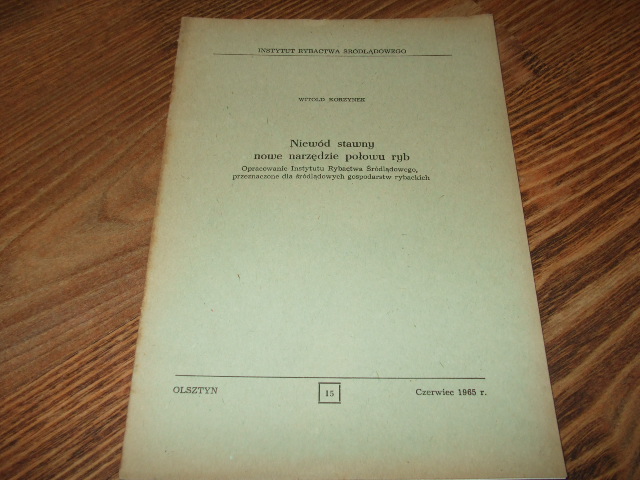 INSTYTUT RYBACTWA ŚRÓDLĄDOWEGO
WITOLD KORZYNEK
Niewód stawny
nowe narzędzie połowu ryb
Opracowanie Instytutu Rybactwa Śródlądowego,
przeznaczone dla śródlądowych gospodarstw rybackich
OLSZTYN
15
Czerwiec 1965 r.